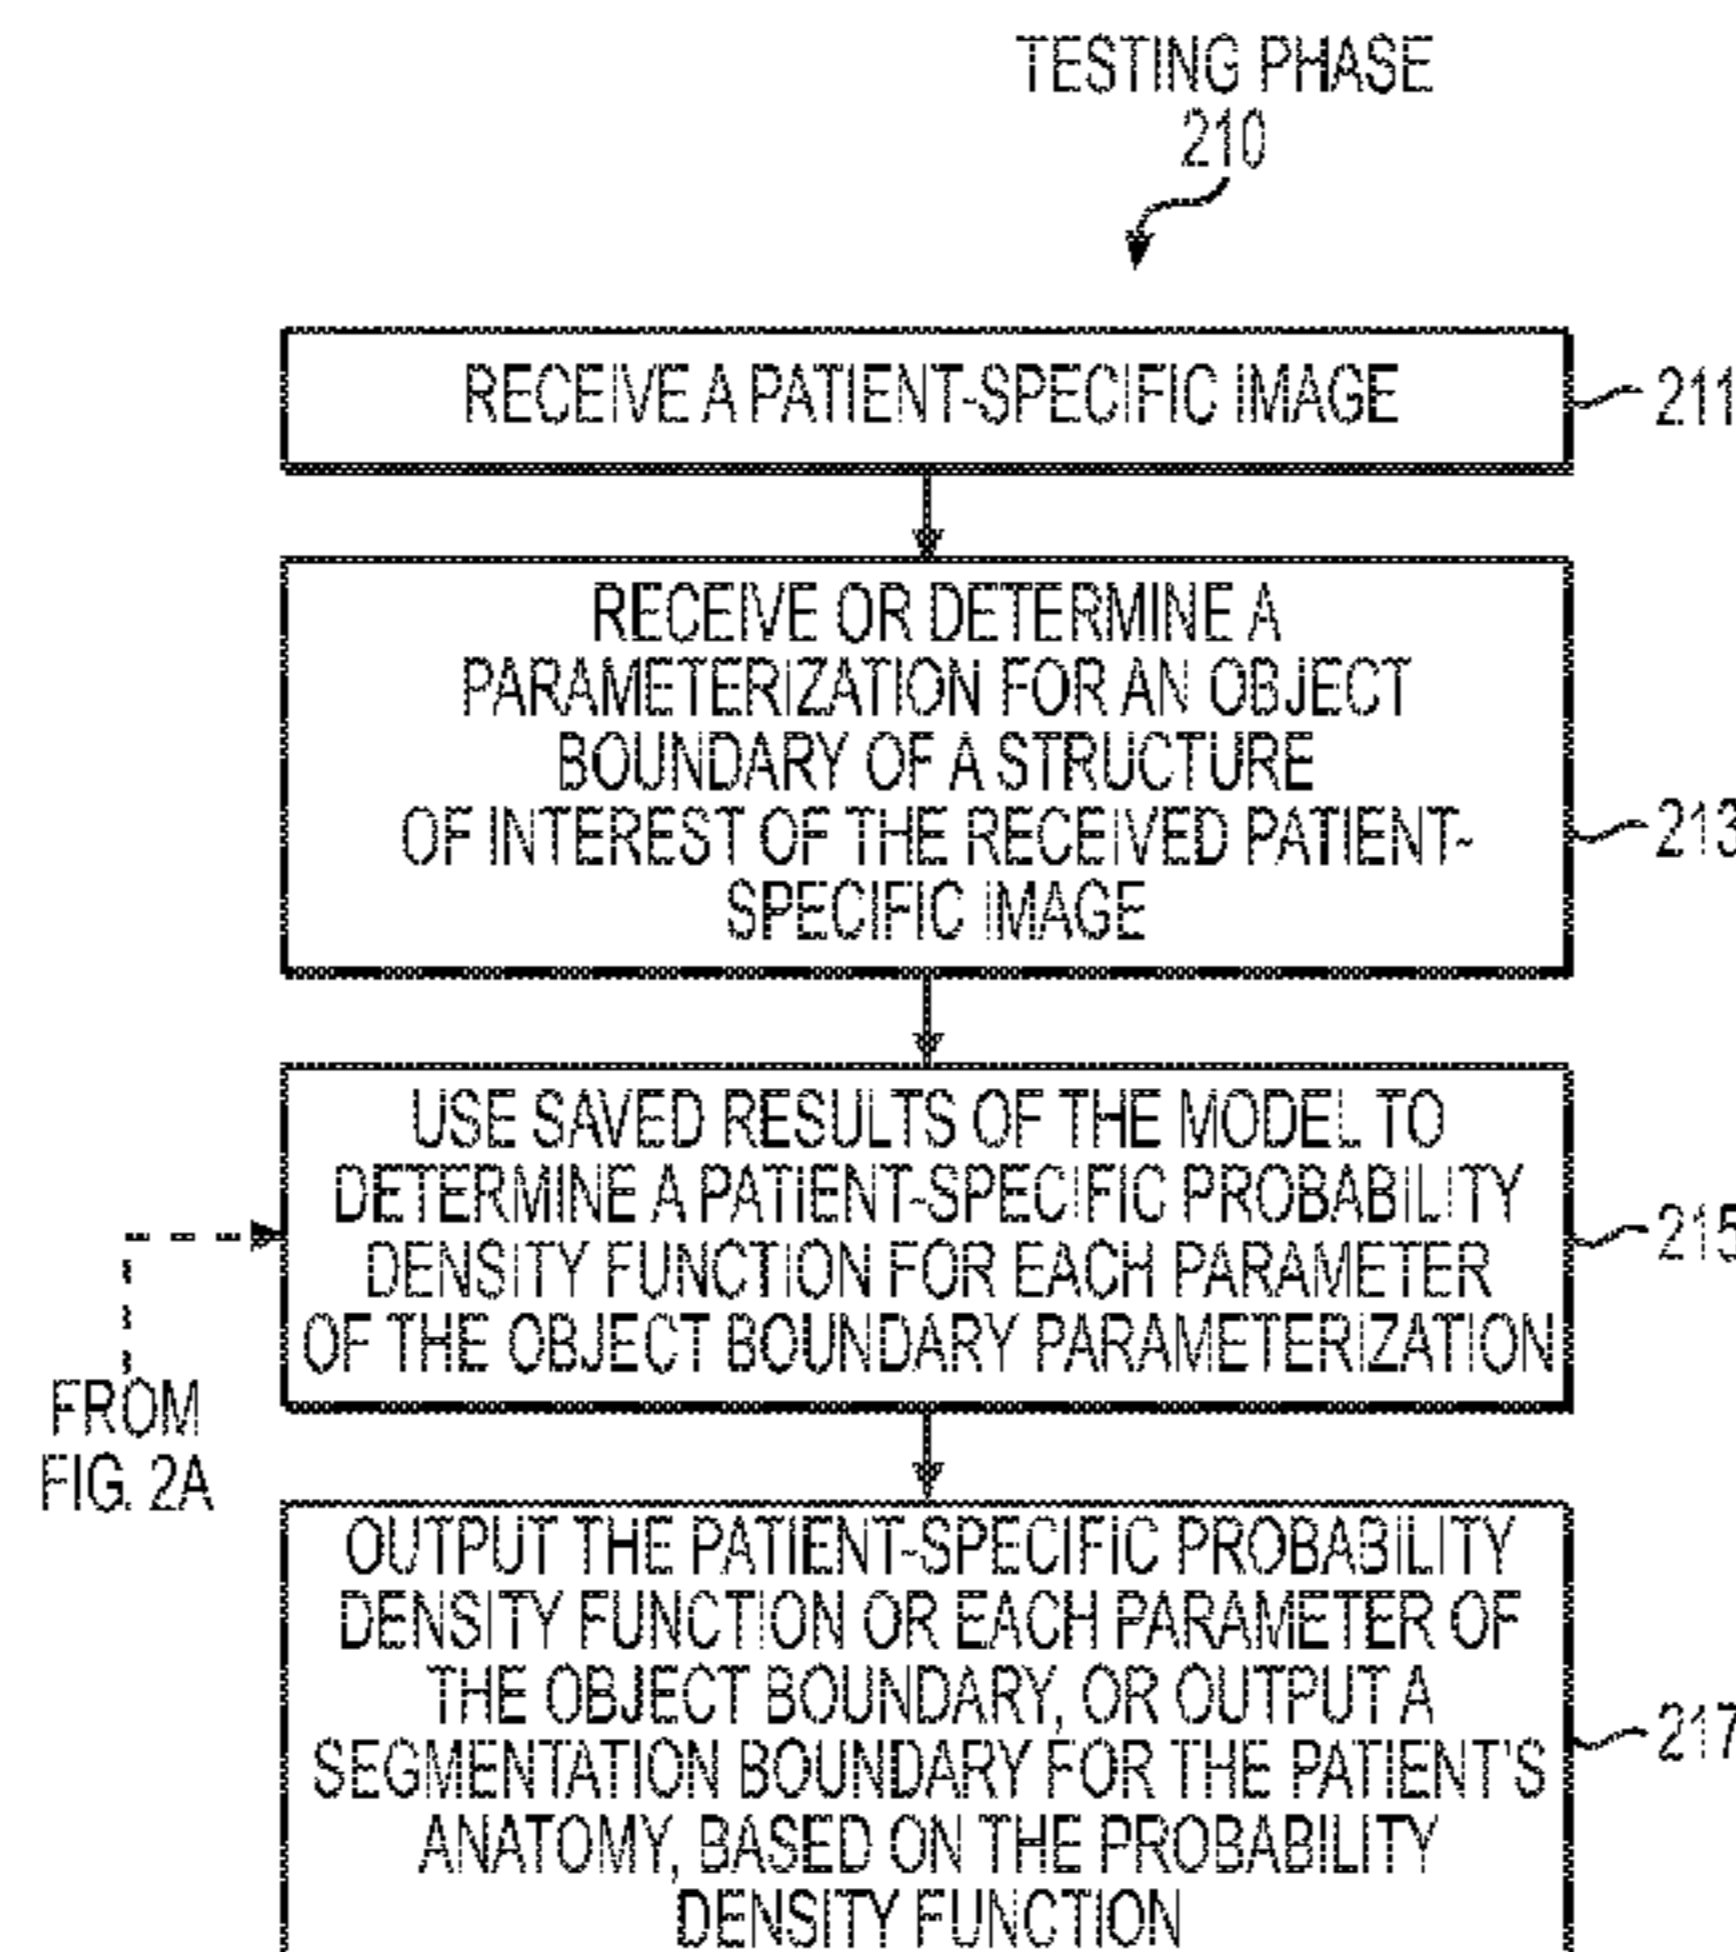 TESTING PHASE
210
RECEIVE A PATIENT-SPECIFIC IMAGE
211
RECEIVE OR DETERMINE A
PARAMETERIZATION FOR AN OBJECT
BOUNDARY OF A STRUCTURE
OF INTEREST OF THE RECEIVED PATIENT-
SPECIFIC IMAGE
213
USE SAVED RESULTS OF THE MODEL TO
DETERMINE A PATIENT-SPECIFIC PROBABILITY
DENSITY FUNCTION FOR EACH PARAMETER
OF THE OBJECT BOUNDARY PARAMETERIZATION
215
FROM
FIG. 2A
OUTPUT THE PATIENT-SPECIFIC PROBABILITY
DENSITY FUNCTION OR EACH PARAMETER OF
THE OBJECT BOUNDARY, OR OUTPUT A
SEGMENTATION BOUNDARY FOR THE PATIENT'S
ANATOMY, BASED ON THE PROBABILITY
DENSITY FUNCTION
217